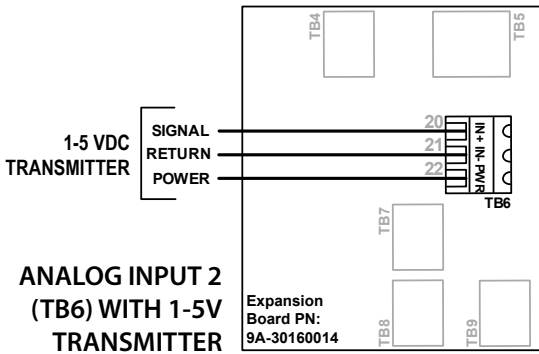 TB4
TB5
1-5 VDC
TRANSMITTER
SIGNAL
RETURN
POWER
20
21
22
IN+
IN-
PWR
TB6
TB7
TB8
TB9
ANALOG INPUT 2
(TB6) WITH 1-5V
TRANSMITTER
Expansion
Board PN:
9A-30160014